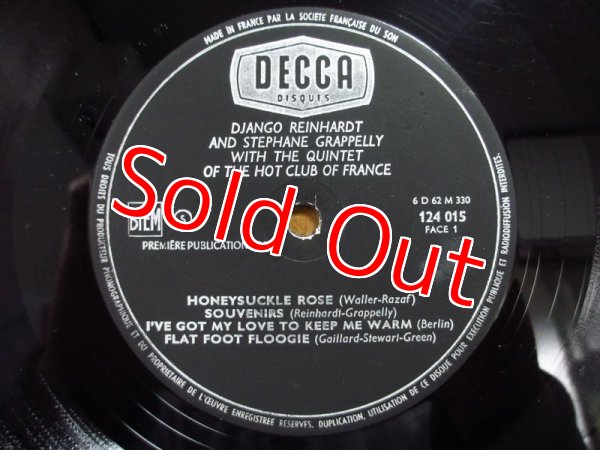 MADE IN FRANCE PAR LA SOCIÉTÉ FRANÇAISE DU SON
DECCA
DISQUES
DJANGO REINHARDT
AND STEPHANE GRAPPELLY
WITH THE QUINTET
OF THE HOT CLUB OF FRANCE
6 D 62 M 330
124 015
FACE 1
BIEM
PREMIÈRE PUBLICATION
Sold Out
HONEYSUCKLE ROSE (Waller-Razaf)
SOUVENIRS (Reinhardt-Grappelly)
I'VE GOT MY LOVE TO KEEP ME WARM (Berlin)
FLAT FOOT FLOOGIE (Gaillard-Stewart-Green)
TOUS DROITS DU PRODUCTEUR PHONOGRAPHIQUE ET DU PROPRIETAIRE DE L'ŒUVRE ENREGISTREE RESERVES. DUPLICATION, UTILISATION DE CE DISQUE POUR EXECUTION PUBLIQUE ET RADIODIFFUSION INTERDITES.